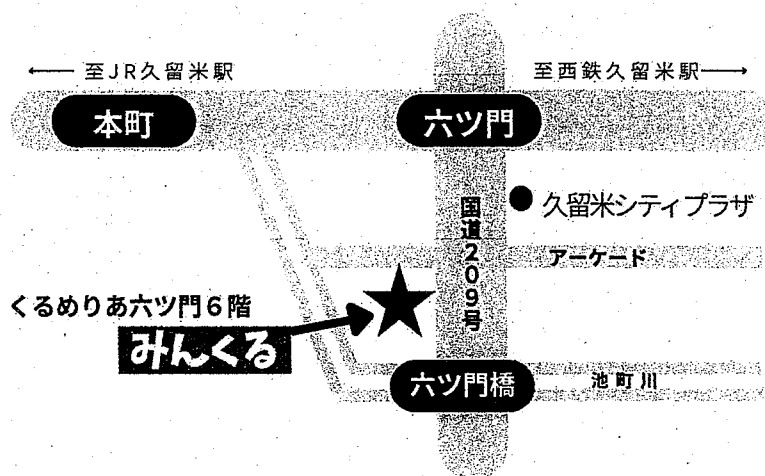 ← 至JR久留米駅
至西鉄久留米駅 →
本町
六ツ門
国道209号
久留米シティプラザ
アーケード
くるめりあ六ツ門6階
みんくる
六ツ門橋
池町川